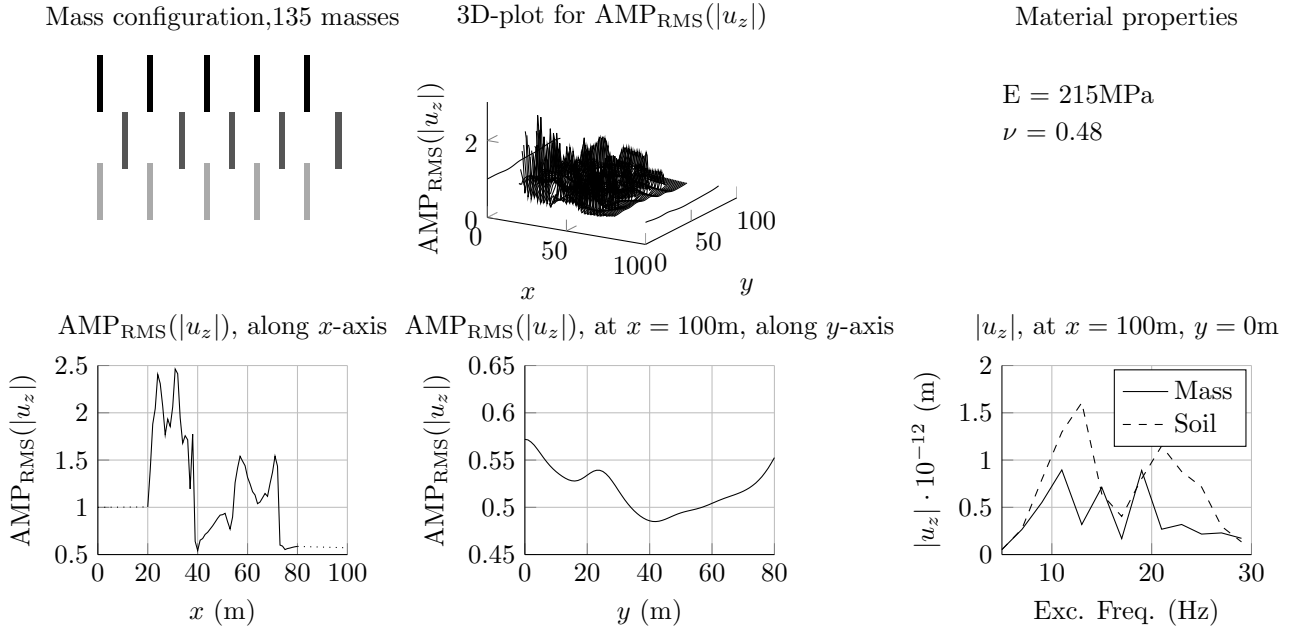 Mass configuration,135 masses
3D-plot for AMP_RMS(|u_z|)
Material properties
E = 215MPa
ν = 0.48
AMP_RMS(|u_z|)
2
0
0
50
100
0
50
100
x
y
AMP_RMS(|u_z|), along x-axis
AMP_RMS(|u_z|)
2.5
2
1.5
1
0.5
0
20
40
60
80
100
x (m)
AMP_RMS(|u_z|), at x = 100m, along y-axis
AMP_RMS(|u_z|)
0.65
0.6
0.55
0.5
0.45
0
20
40
60
80
y (m)
|u_z|, at x = 100m, y = 0m
|u_z| · 10^−12 (m)
2
1.5
1
0.5
0
10
20
30
Exc. Freq. (Hz)
Mass
Soil